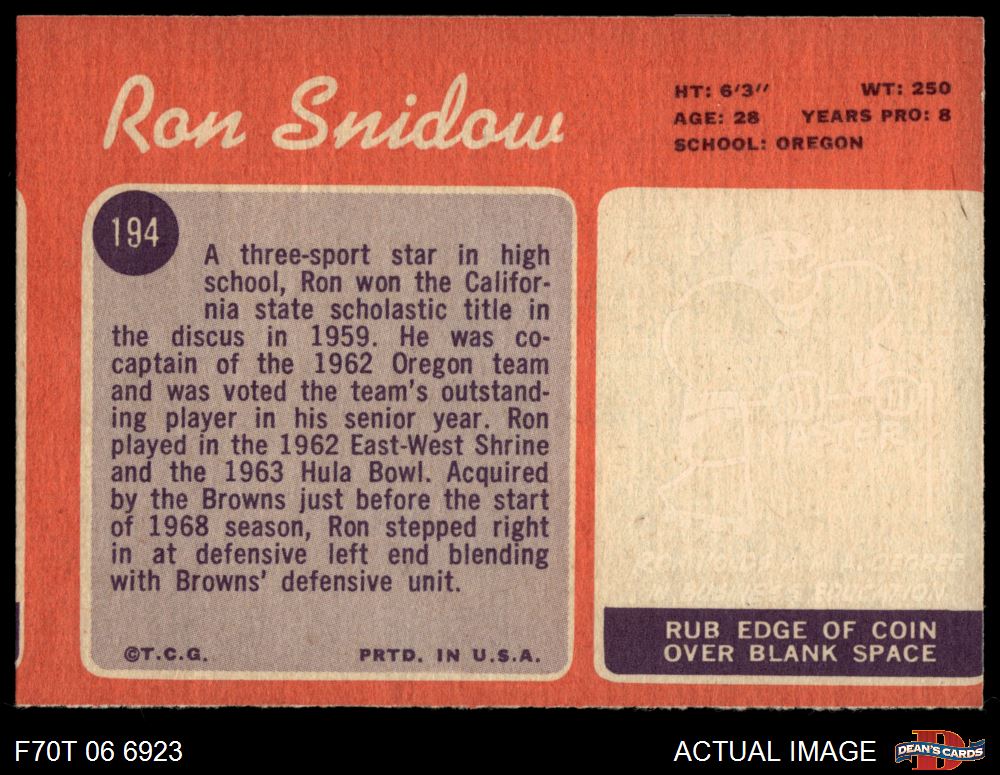 Ron Snidow
HT: 6'3" WT: 250
AGE: 28 YEARS PRO: 8
SCHOOL: OREGON
194
A three-sport star in high
school, Ron won the Califor-
nia state scholastic title in
the discus in 1959. He was co-
captain of the 1962 Oregon team
and was voted the team's outstand-
ing player in his senior year. Ron
played in the 1962 East-West Shrine
and the 1963 Hula Bowl. Acquired
by the Browns just before the start
of 1968 season, Ron stepped right
in at defensive left end blending
with Browns' defensive unit.
©T.C.G. PRTD. IN U.S.A.
RUB EDGE OF COIN
OVER BLANK SPACE
F70T 06 6923
ACTUAL IMAGE
DEAN'S CARDS